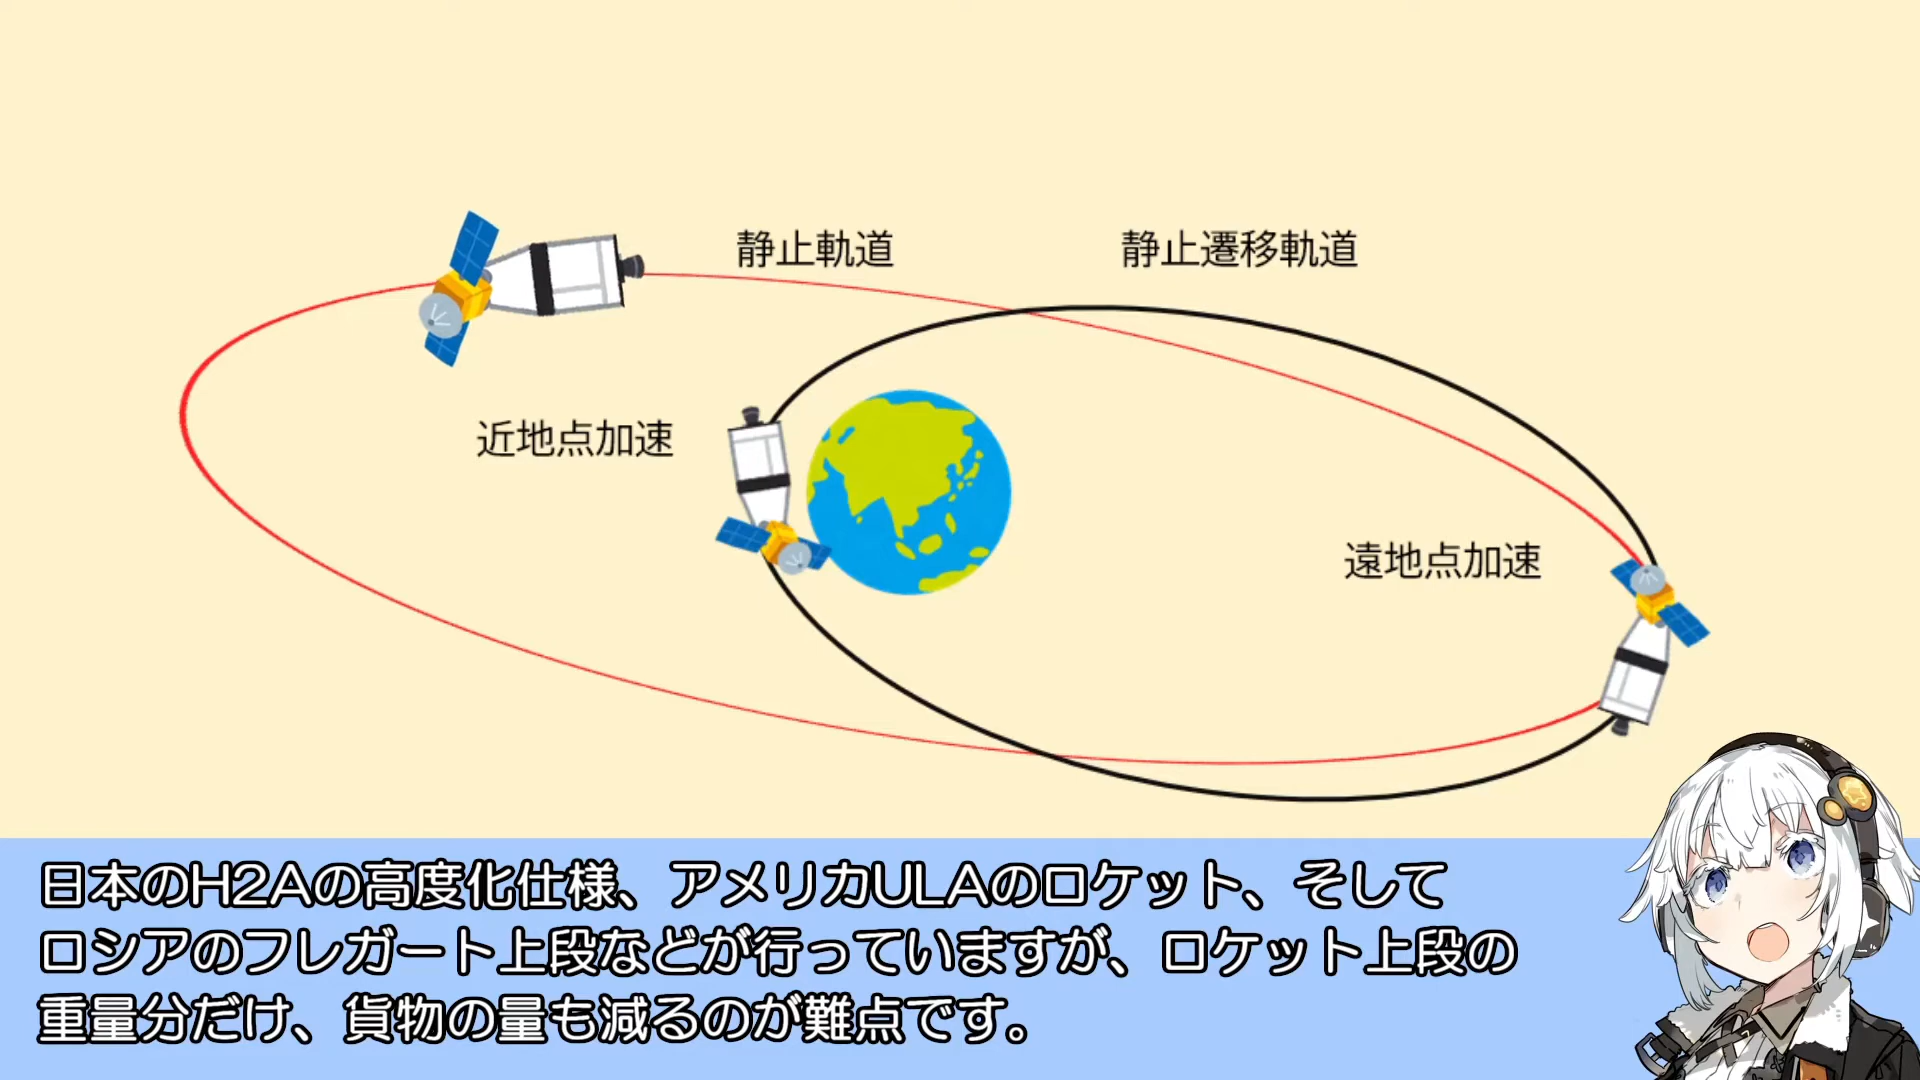 静止軌道
静止遷移軌道
近地点加速
遠地点加速
日本のH2Aの高度化仕様、アメリカULAのロケット、そして
ロシアのフレガート上段などが行っていますが、ロケット上段の
重量分だけ、貨物の量も減るのが難点です。